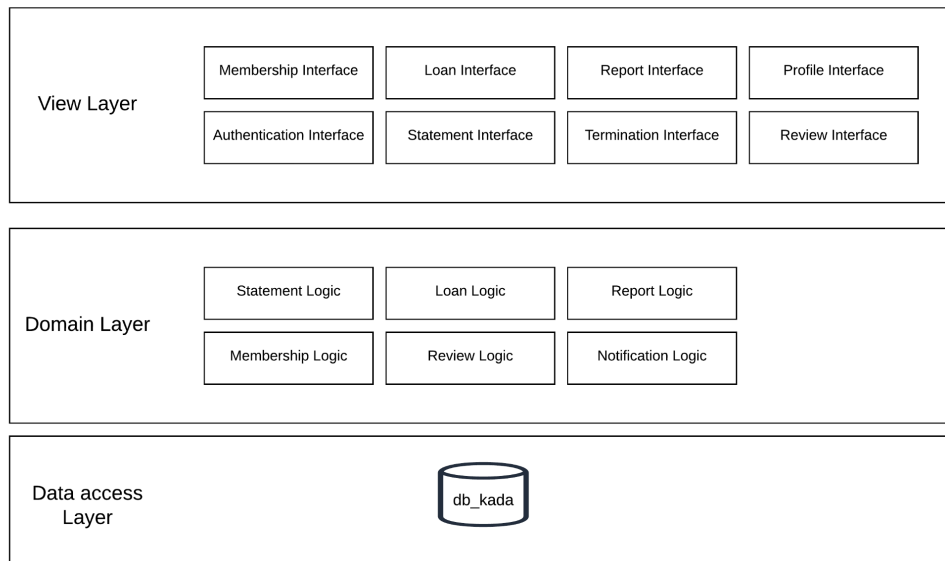 View Layer
Membership Interface
Loan Interface
Report Interface
Profile Interface
Authentication Interface
Statement Interface
Termination Interface
Review Interface
Domain Layer
Statement Logic
Loan Logic
Report Logic
Membership Logic
Review Logic
Notification Logic
Data access
Layer
db_kada